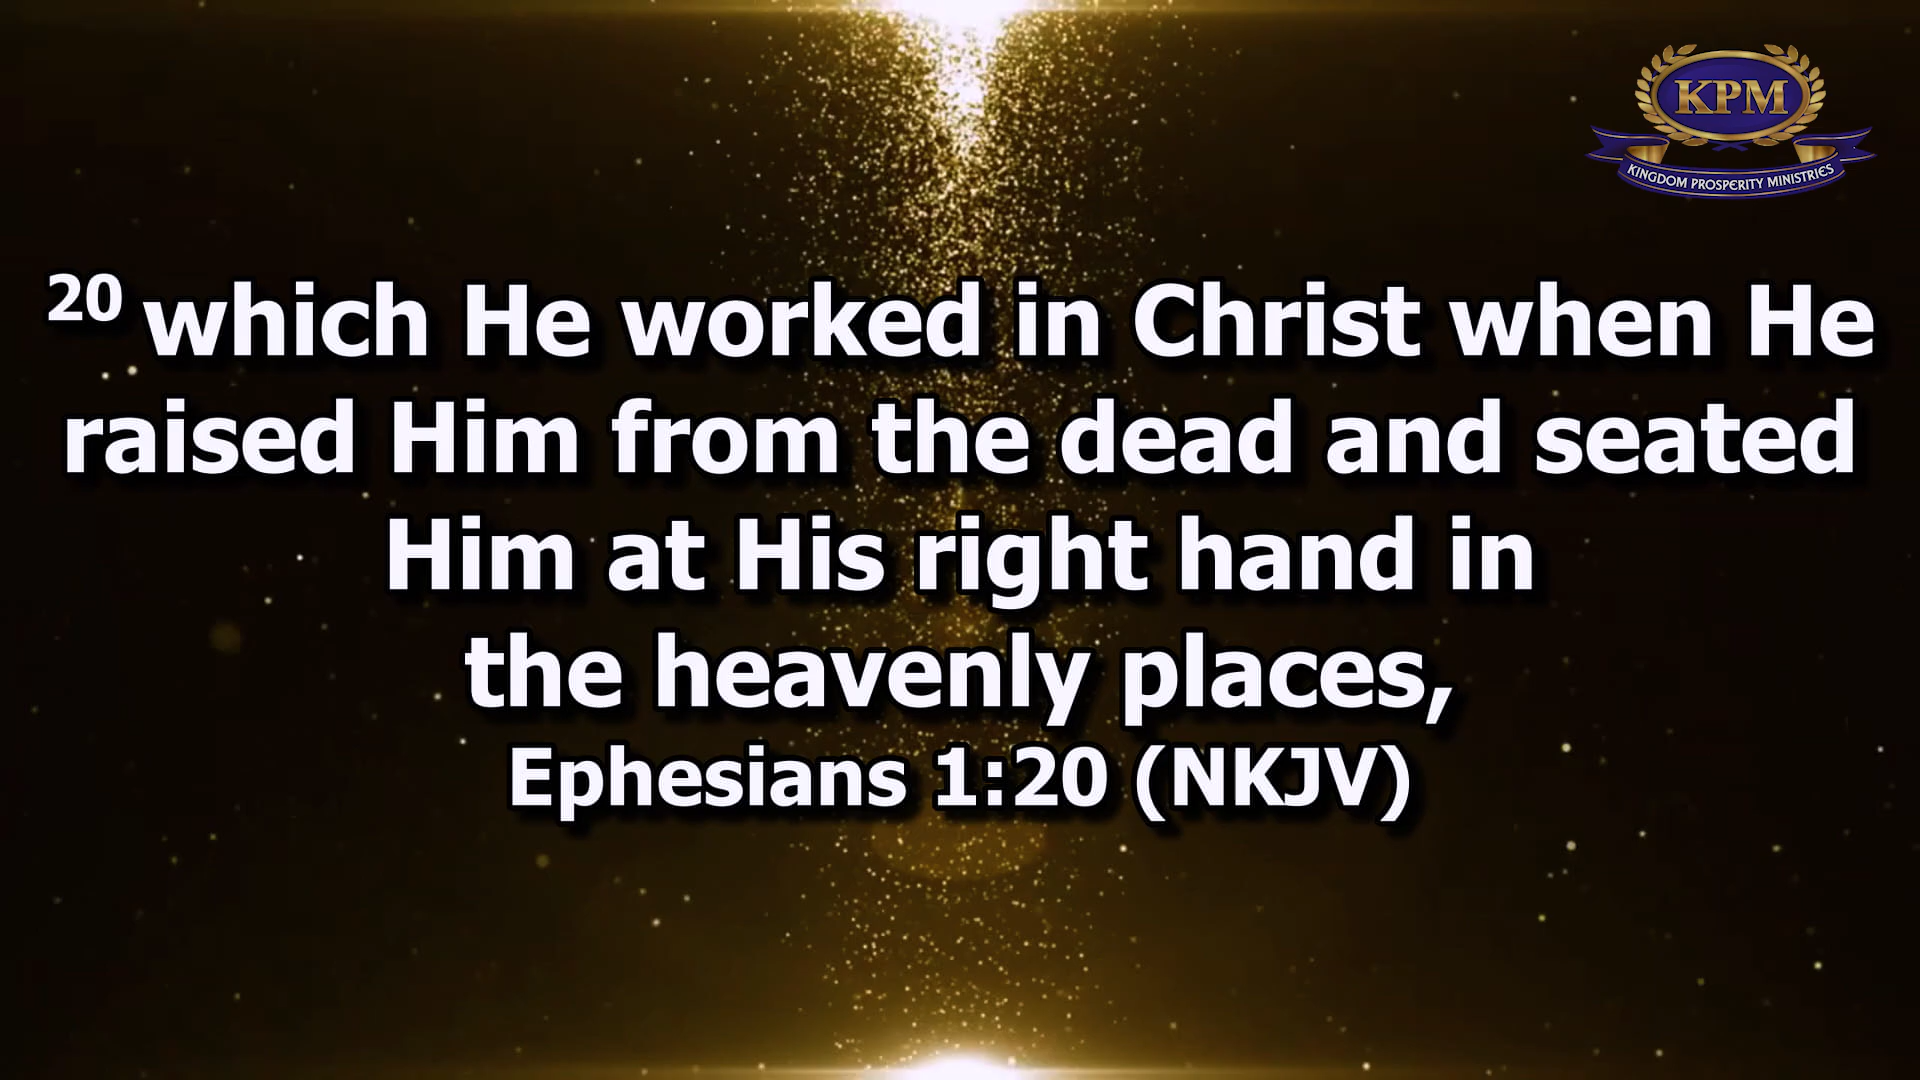 KPM
KINGDOM PROSPERITY MINISTRIES
20 which He worked in Christ when He
raised Him from the dead and seated
Him at His right hand in
the heavenly places,
Ephesians 1:20 (NKJV)